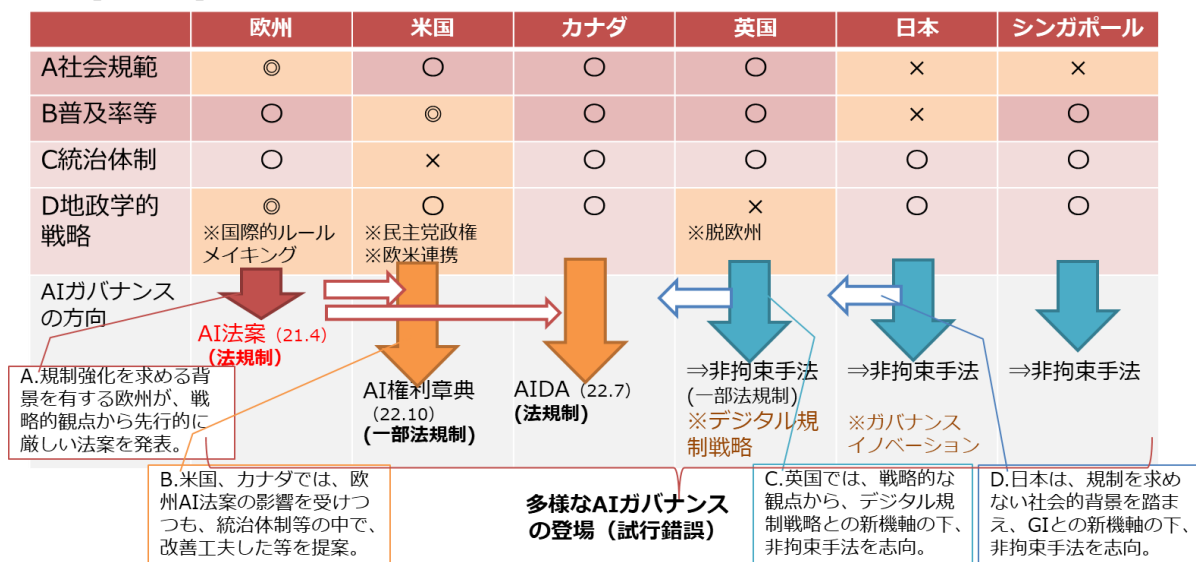 欧州 米国 カナダ 英国 日本 シンガポール
A社会規範 ◎ 〇 〇 〇 × ×
B普及率等 〇 ◎ 〇 〇 × 〇
C統治体制 〇 × 〇 〇 〇 〇
D地政学的
戦略
◎ 〇 〇 × 〇 〇
※国際的ルール
メイキング
※民主党政権
※欧米連携
※脱欧州
AIガバナンス
の方向
AI法案（21.4）
(法規制)
AI権利章典
（22.10）
(一部法規制)
AIDA（22.7）
(法規制)
⇒非拘束手法
(一部法規制)
※デジタル規
制戦略
⇒非拘束手法
※ガバナンス
イノベーション
⇒非拘束手法
A.規制強化を求める背
景を有する欧州が、戦
略的観点から先行的に
厳しい法案を発表。
B.米国、カナダでは、欧
州AI法案の影響を受けつ
つも、統治体制等の中で、
改善工夫した等を提案。
多様なAIガバナンス
の登場（試行錯誤）
C.英国では、戦略的な
観点から、デジタル規
制戦略との新機軸の下、
非拘束手法を志向。
D.日本は、規制を求め
ない社会的背景を踏ま
え、GIとの新機軸の下、
非拘束手法を志向。